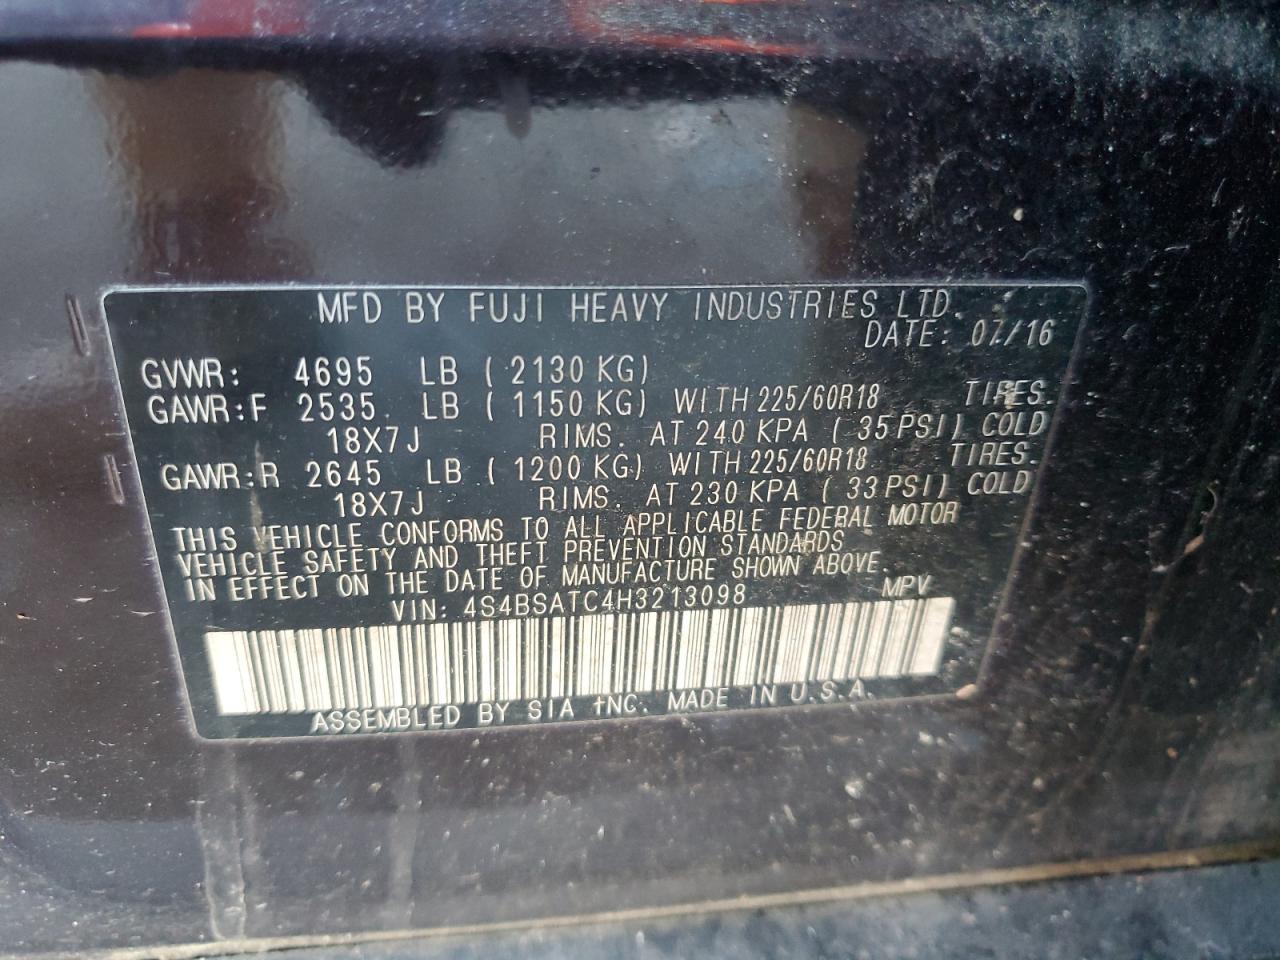 MFD BY FUJI HEAVY INDUSTRIES LTD.
DATE: 07/16
GVWR: 4695 LB ( 2130 KG)
GAWR:F 2535 LB ( 1150 KG) WITH 225/60R18 TIRES.
18X7J RIMS. AT 240 KPA ( 35 PSI) COLD
GAWR:R 2645 LB ( 1200 KG) WITH 225/60R18 TIRES.
18X7J RIMS. AT 230 KPA ( 33 PSI) COLD
THIS VEHICLE CONFORMS TO ALL APPLICABLE FEDERAL MOTOR
VEHICLE SAFETY AND THEFT PREVENTION STANDARDS
IN EFFECT ON THE DATE OF MANUFACTURE SHOWN ABOVE.
VIN: 4S4BSATC4H3213098 MPV
ASSEMBLED BY SIA INC. MADE IN U.S.A.